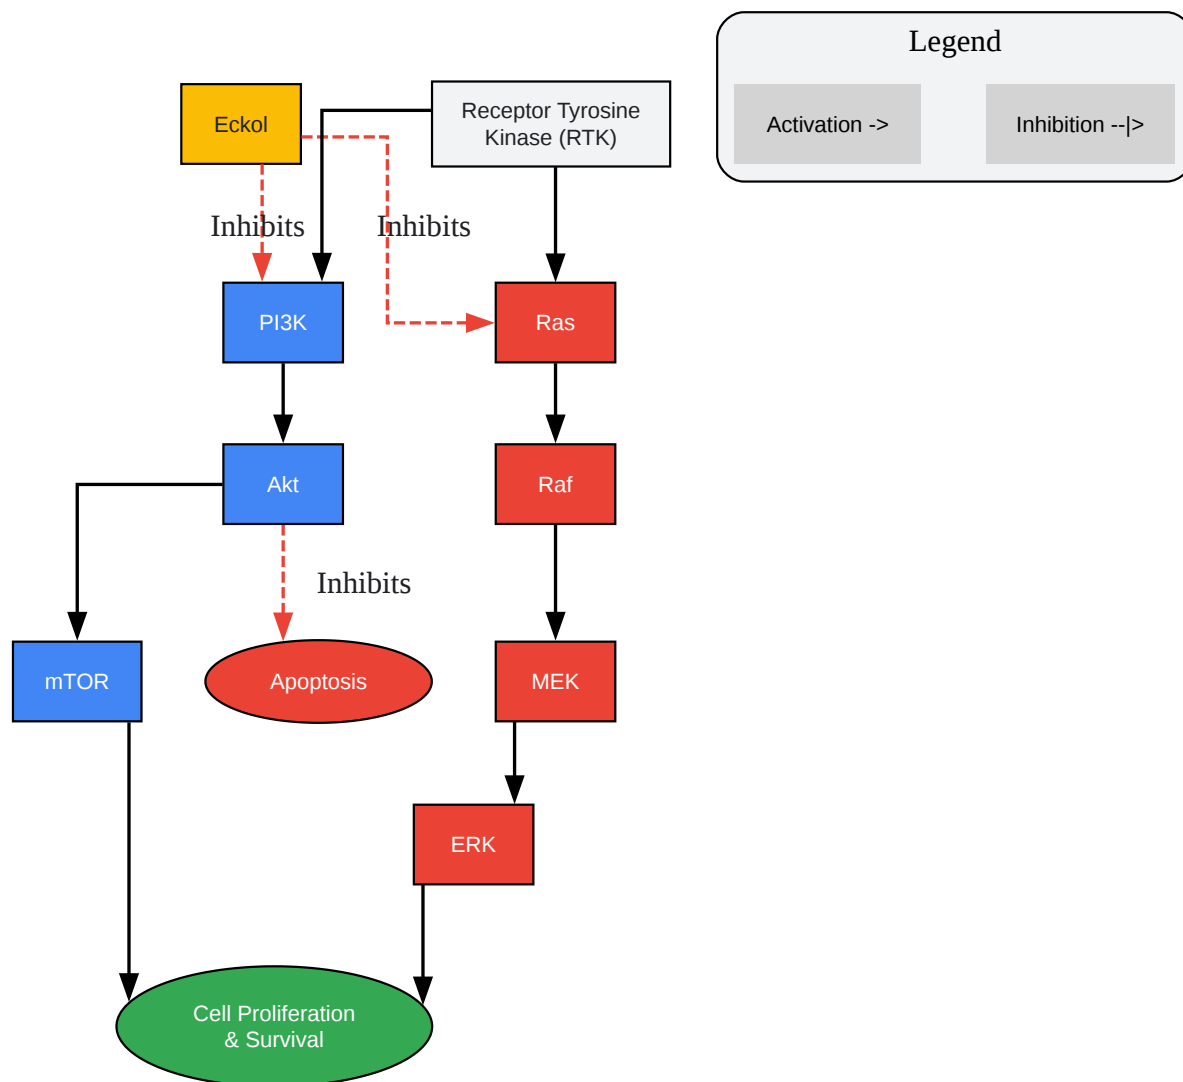 Legend
Activation ->
Inhibition --|>
Eckol
Receptor Tyrosine
Kinase (RTK)
Inhibits
Inhibits
PI3K
Ras
Akt
Raf
Inhibits
mTOR
Apoptosis
MEK
ERK
Cell Proliferation
& Survival